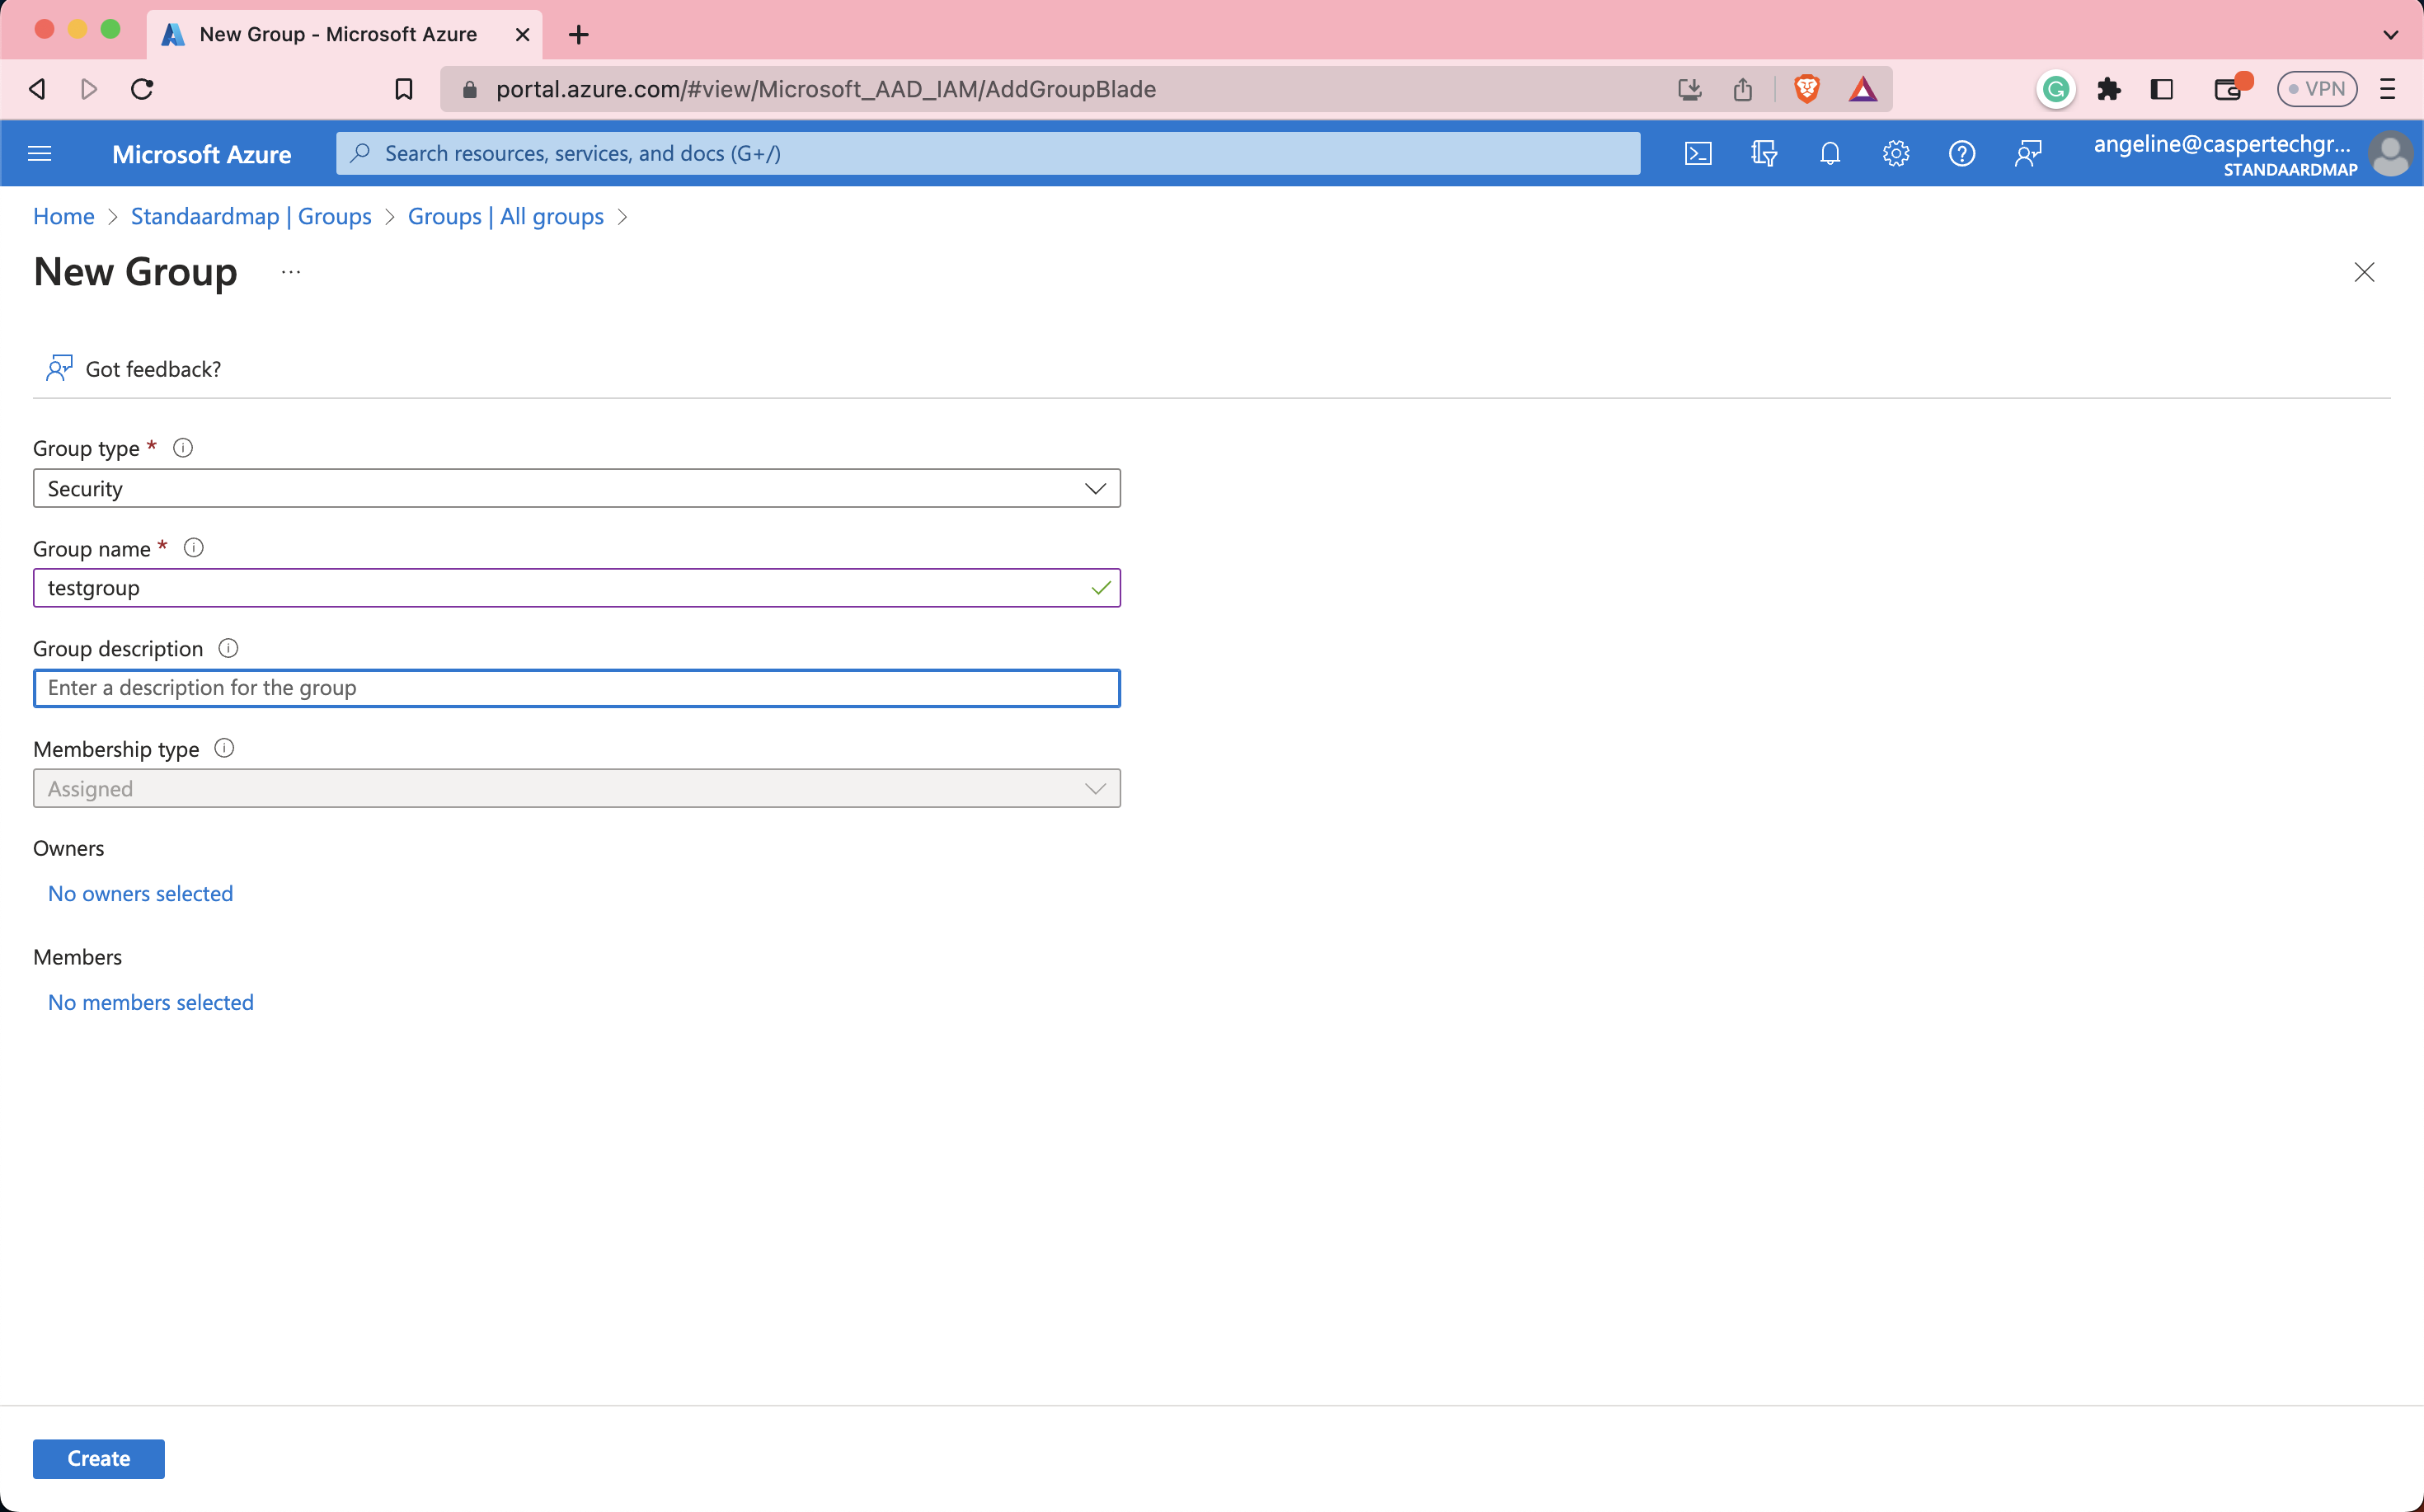 New Group - Microsoft Azure
portal.azure.com/#view/Microsoft_AAD_IAM/AddGroupBlade
VPN
Microsoft Azure
Search resources, services, and docs (G+/)
angeline@caspertechgr...
STANDAARDMAP
Home > Standaardmap | Groups > Groups | All groups >
New Group ...
Got feedback?
Group type *
Security
Group name *
testgroup
Group description
Enter a description for the group
Membership type
Assigned
Owners
No owners selected
Members
No members selected
Create